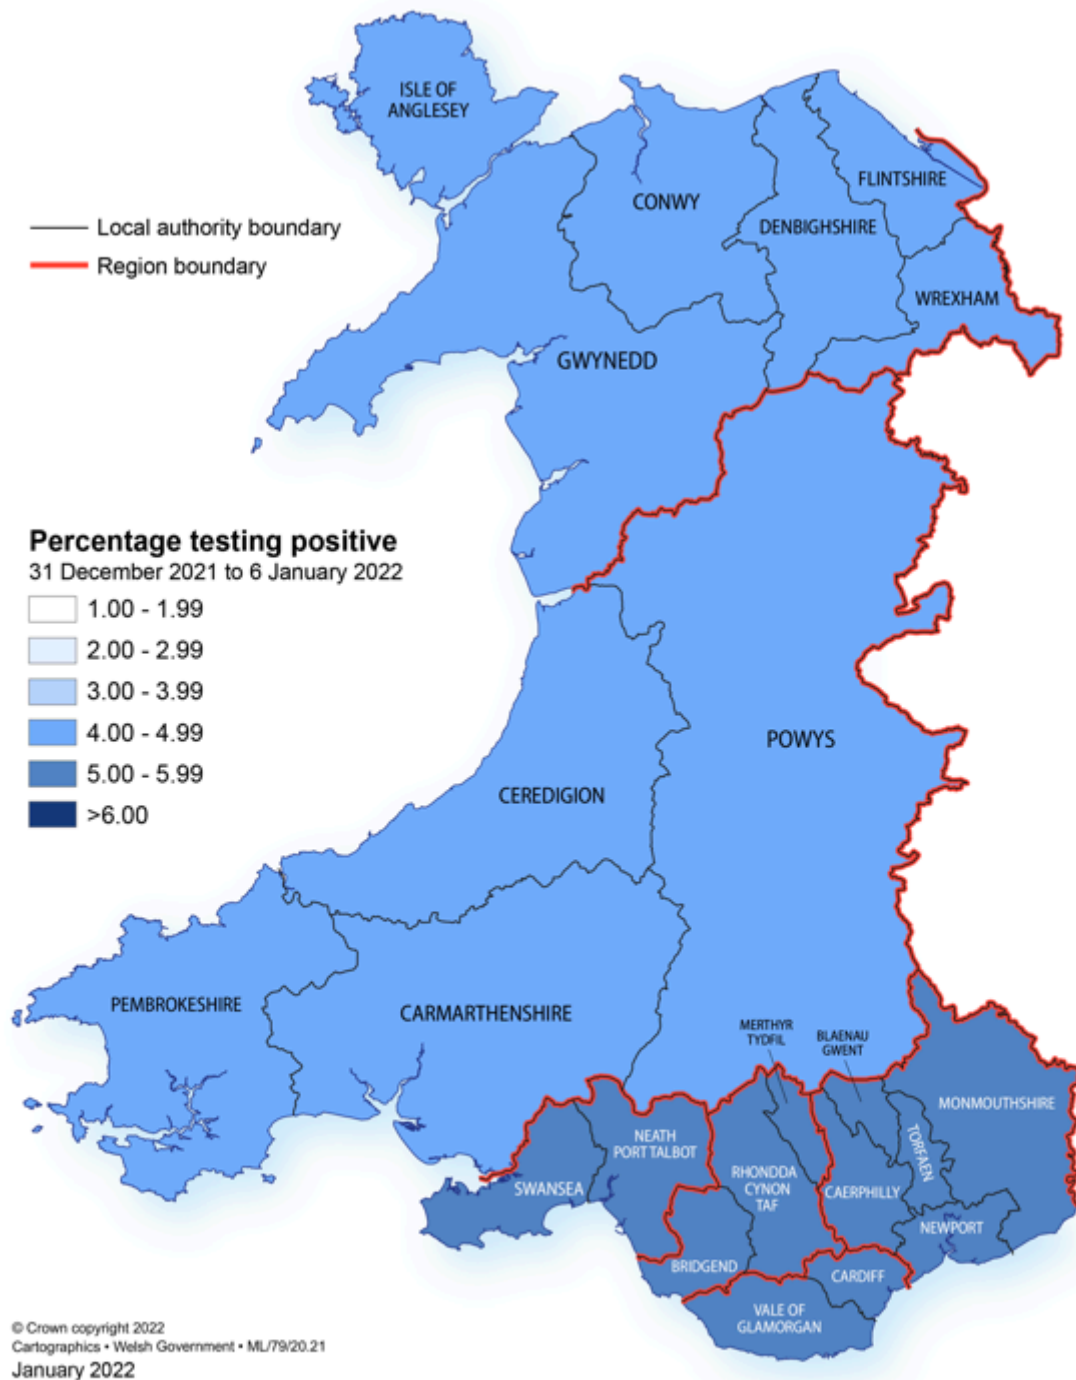 ISLE OF
ANGLESEY
FLINTSHIRE
CONWY
DENBIGHSHIRE
Local authority boundary
Region boundary
WREXHAM
GWYNEDD
Percentage testing positive
31 December 2021 to 6 January 2022
1.00 - 1.99
2.00 - 2.99
3.00 - 3.99
4.00 - 4.99
5.00 - 5.99
>6.00
POWYS
CEREDIGION
PEMBROKESHIRE
CARMARTHENSHIRE
MERTHYR
TYDFIL
BLAENAU
GWENT
MONMOUTHSHIRE
NEATH
PORT TALBOT
TORFAEN
SWANSEA
RHONDDA
CYNON
TAF
CAERPHILLY
NEWPORT
BRIDGEND
CARDIFF
VALE OF
GLAMORGAN
© Crown copyright 2022
Cartographics • Welsh Government • ML/79/20.21
January 2022